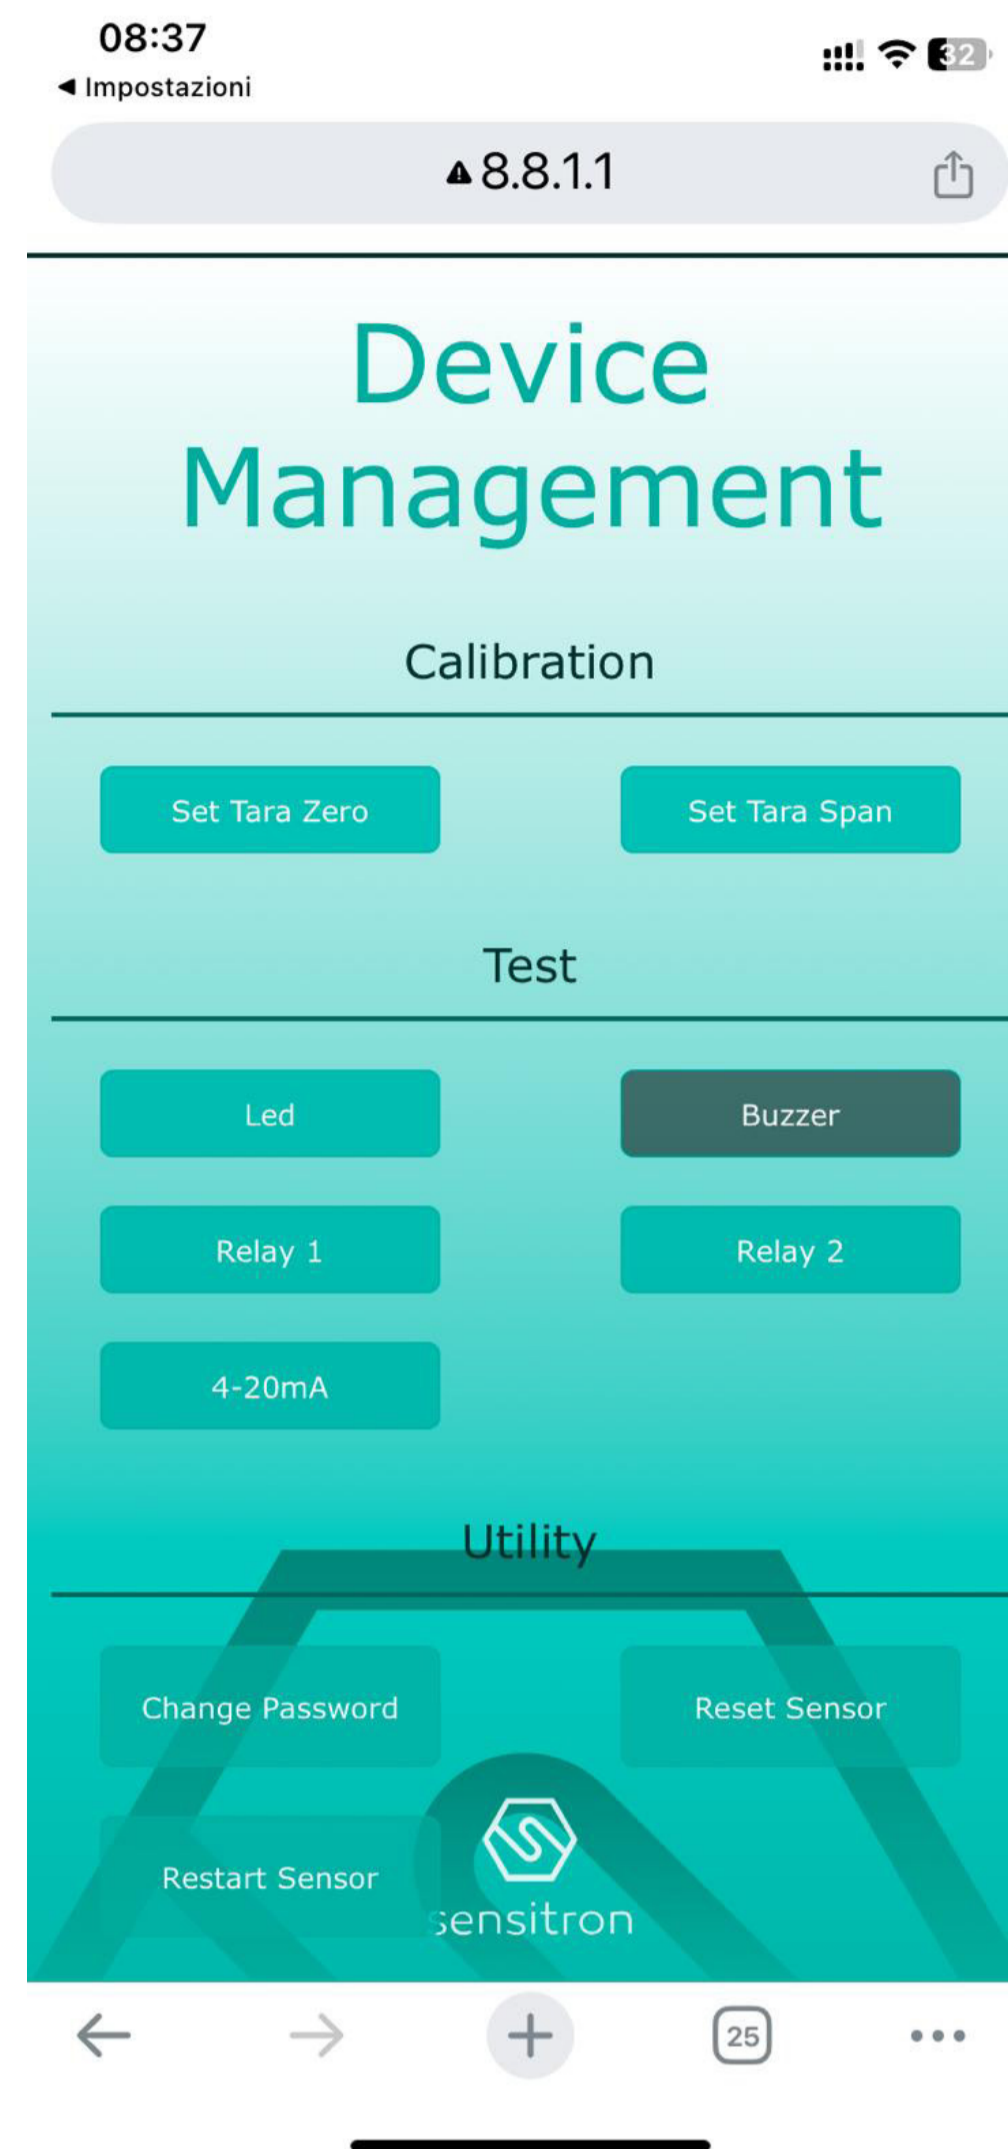 08:37
32
◀ Impostazioni
8.8.1.1
Device
Management
Calibration
Set Tara Zero
Set Tara Span
Test
Led
Buzzer
Relay 1
Relay 2
4-20mA
Utility
Change Password
Reset Sensor
Restart Sensor
sensitron
25